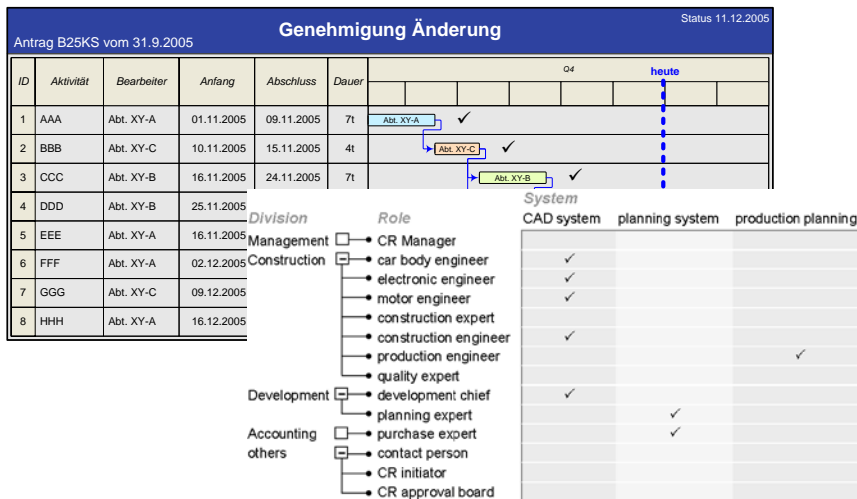 Status 11.12.2005
Genehmigung Änderung
Antrag B25KS vom 31.9.2005
ID Aktivität Bearbeiter Anfang Abschluss Dauer Q4 heute
1 AAA Abt. XY-A 01.11.2005 09.11.2005 7t Abt. XY-A ✓
2 BBB Abt. XY-C 10.11.2005 15.11.2005 4t Abt. XY-C ✓
3 CCC Abt. XY-B 16.11.2005 24.11.2005 7t Abt. XY-B ✓
4 DDD Abt. XY-B 25.11.2005
5 EEE Abt. XY-A 16.11.2005
6 FFF Abt. XY-A 02.12.2005
7 GGG Abt. XY-C 09.12.2005
8 HHH Abt. XY-A 16.12.2005
System
Division Role CAD system planning system production planning
Management CR Manager
Construction car body engineer ✓
electronic engineer ✓
motor engineer ✓
construction expert
construction engineer ✓
production engineer ✓
quality expert
Development development chief ✓
planning expert ✓
Accounting purchase expert ✓
others contact person
CR initiator
CR approval board